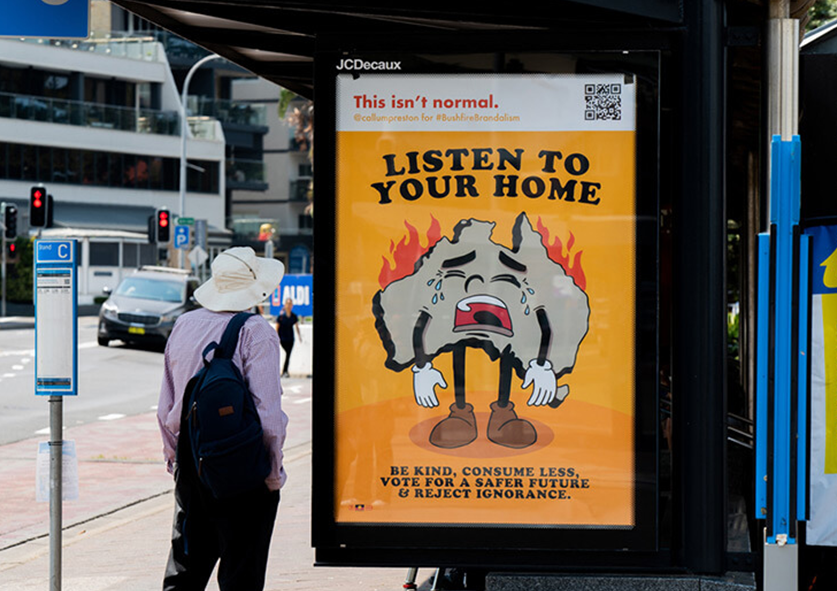 JCDecaux
This isn't normal.
@callumpreston for #BushfireBrandalism
LISTEN TO
YOUR HOME
BE KIND, CONSUME LESS,
VOTE FOR A SAFER FUTURE
& REJECT IGNORANCE.
Stand C
P
ALDI